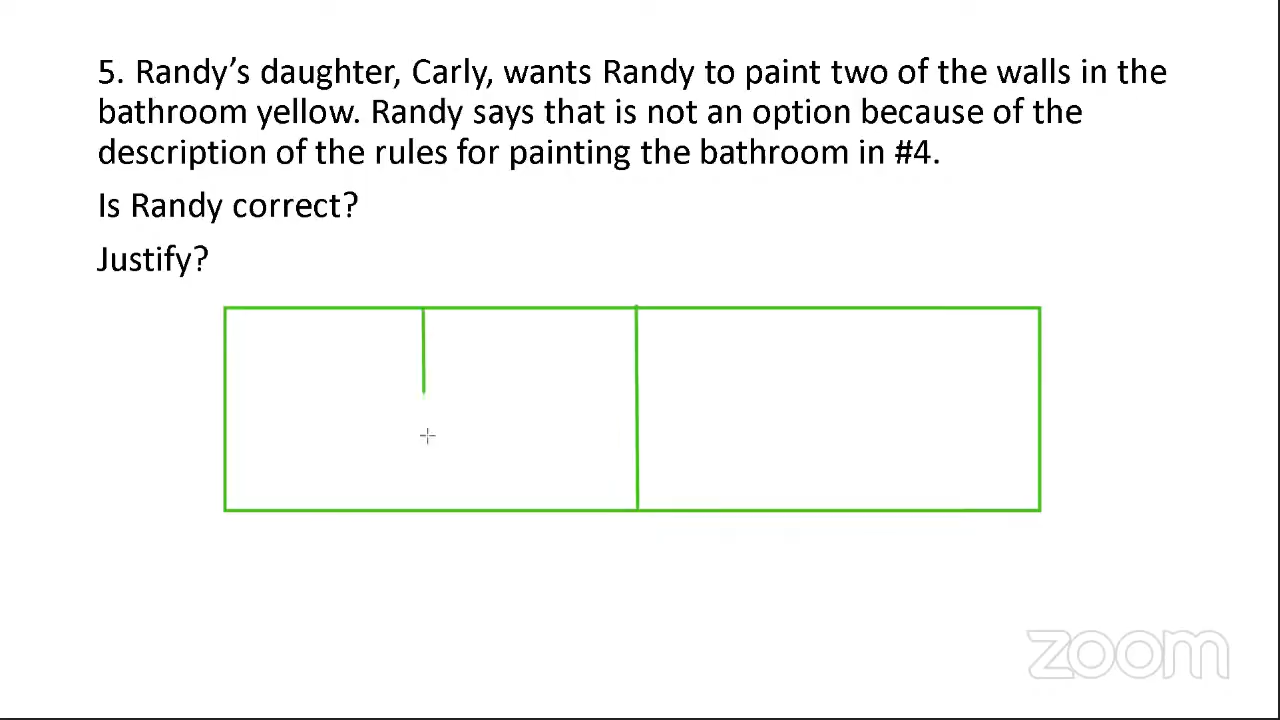 5. Randy’s daughter, Carly, wants Randy to paint two of the walls in the
bathroom yellow. Randy says that is not an option because of the
description of the rules for painting the bathroom in #4.
Is Randy correct?
Justify?
zoom